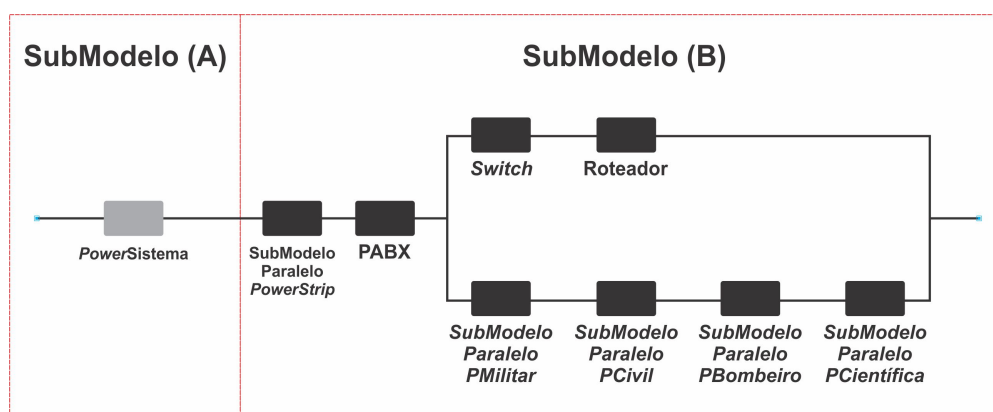 SubModelo (A)
SubModelo (B)
Switch
Roteador
PowerSistema
SubModelo
Paralelo
PowerStrip
PABX
SubModelo
Paralelo
PMilitar
SubModelo
Paralelo
PCivil
SubModelo
Paralelo
PBombeiro
SubModelo
Paralelo
PCientífica